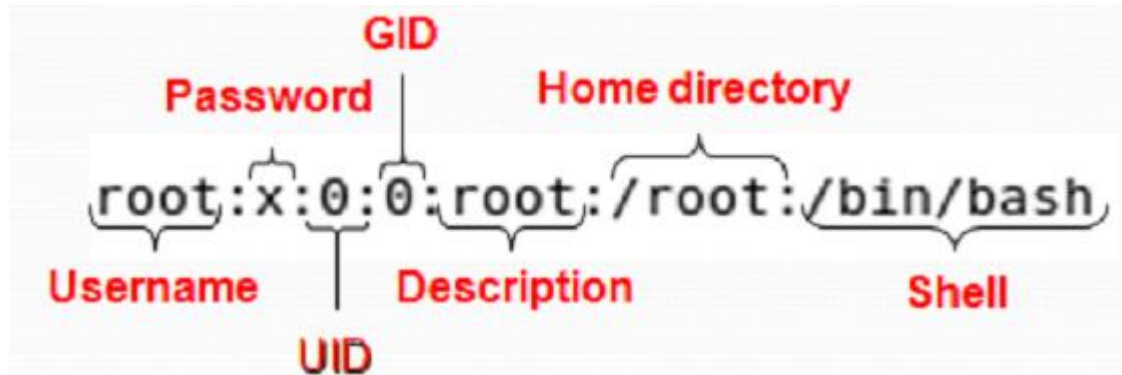 GID
Password Home directory
root:x:0:0:root:/root:/bin/bash
Username Description Shell
UID